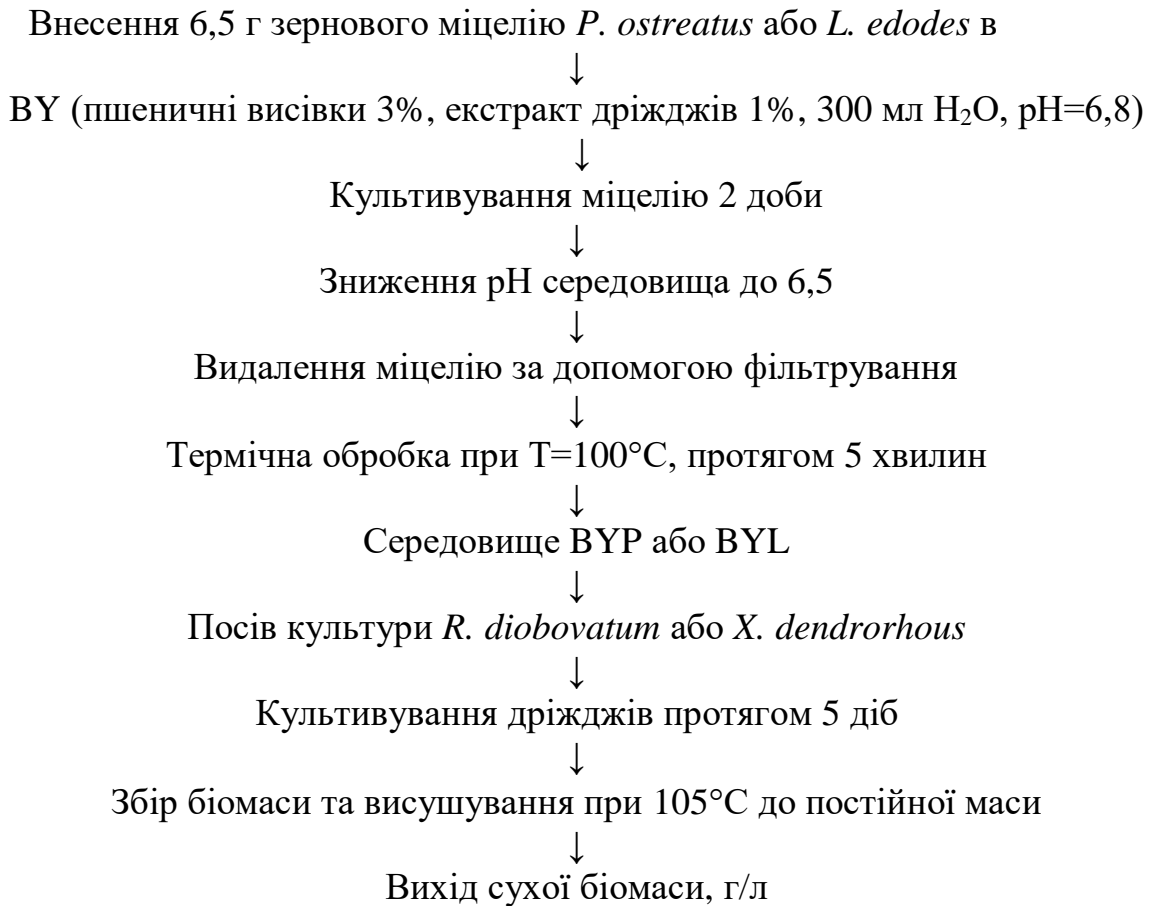 Внесення 6,5 г зернового міцелію P. ostreatus або L. edodes в
↓
BY (пшеничні висівки 3%, екстракт дріжджів 1%, 300 мл H₂O, pH=6,8)
↓
Культивування міцелію 2 доби
↓
Зниження pH середовища до 6,5
↓
Видалення міцелію за допомогою фільтрування
↓
Термічна обробка при T=100°C, протягом 5 хвилин
↓
Середовище BYP або BYL
↓
Посів культури R. diobovatum або X. dendrorhous
↓
Культивування дріжджів протягом 5 діб
↓
Збір біомаси та висушування при 105°C до постійної маси
↓
Вихід сухої біомаси, г/л